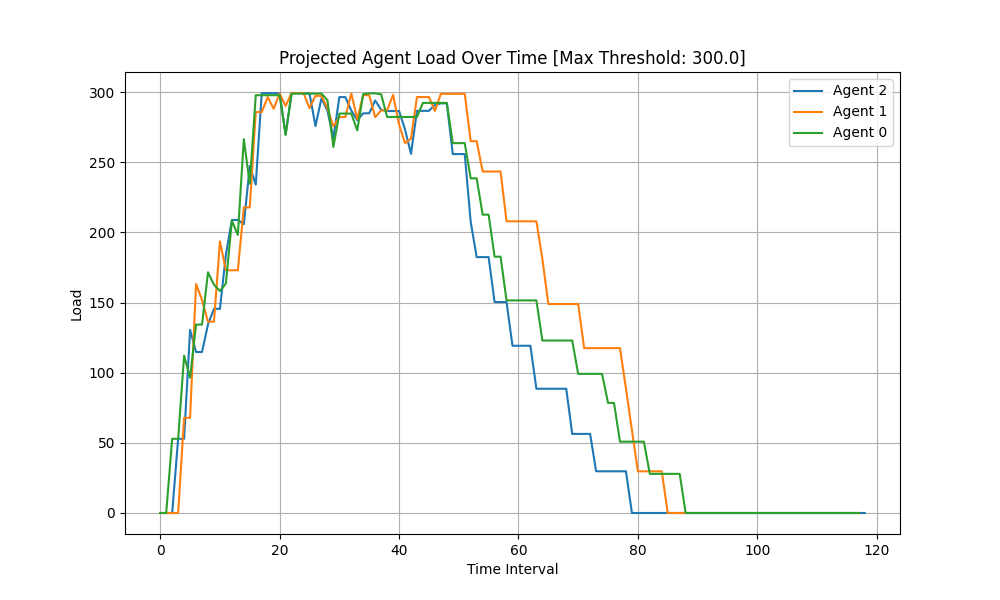 Projected Agent Load Over Time [Max Threshold: 300.0]
Agent 2
Agent 1
Agent 0
300
250
200
150
100
50
0
Load
0 20 40 60 80 100 120
Time Interval